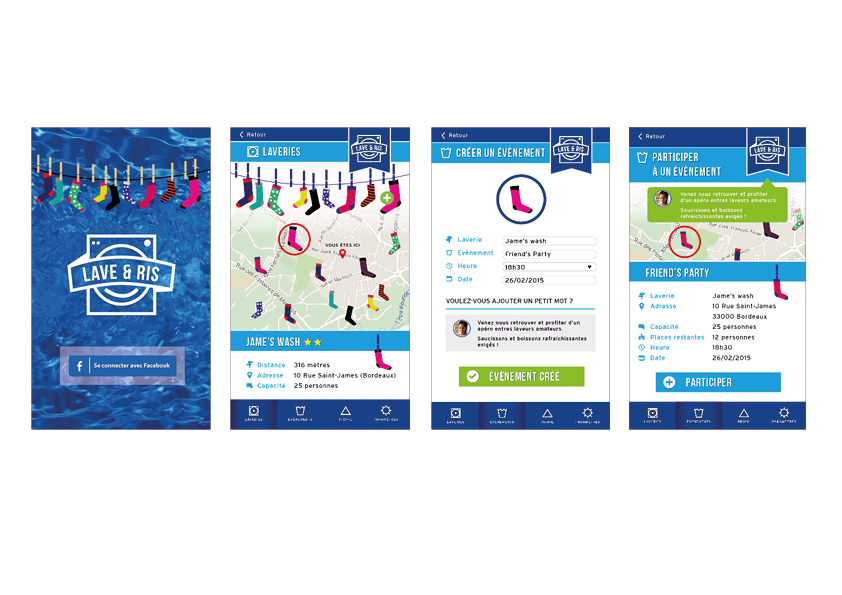 LAVE & RIS
Se connecter avec Facebook
Retour
LAVERIES
LAVE & RIS
VOUS ÊTES ICI
JAME'S WASH
Distance 316 mètres
Adresse 10 Rue Saint-James (Bordeaux)
Capacité 25 personnes
LAVERIES ÉVÈNEMENTS PROFIL PARAMÈTRES
Retour
CRÉER UN ÉVÈNEMENT
LAVE & RIS
Laverie Jame's wash
Evènement Friend's Party
Heure 18h30
Date 26/02/2015
VOULEZ-VOUS AJOUTER UN PETIT MOT ?
Venez nous retrouver et profiter d'un
apéro entres laveurs amateurs.
Saucissons et boissons rafraichissantes
exigés !
EVÈNEMENT CRÉÉ
LAVERIES ÉVÈNEMENTS PROFIL PARAMÈTRES
Retour
PARTICIPER
À UN ÉVÈNEMENT
LAVE & RIS
Venez nous retrouver et profiter
d'un apéro entres laveurs amateurs.
Saucissons et boissons
rafraichissantes exigés !
FRIEND'S PARTY
Laverie Jame's wash
Adresse 10 Rue Saint-James
33000 Bordeaux
Capacité 25 personnes
Places restantes 12 personnes
Heure 18h30
Date 26/02/2015
PARTICIPER
LAVERIES ÉVÈNEMENTS PROFIL PARAMÈTRES